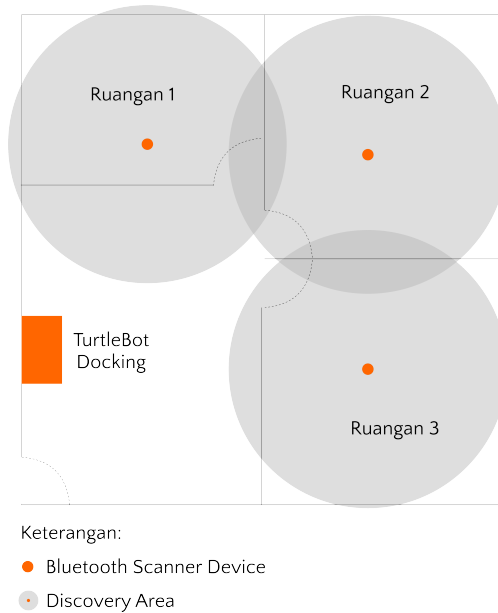 Ruangan 1
Ruangan 2
TurtleBot
Docking
Ruangan 3
Keterangan:
Bluetooth Scanner Device
Discovery Area